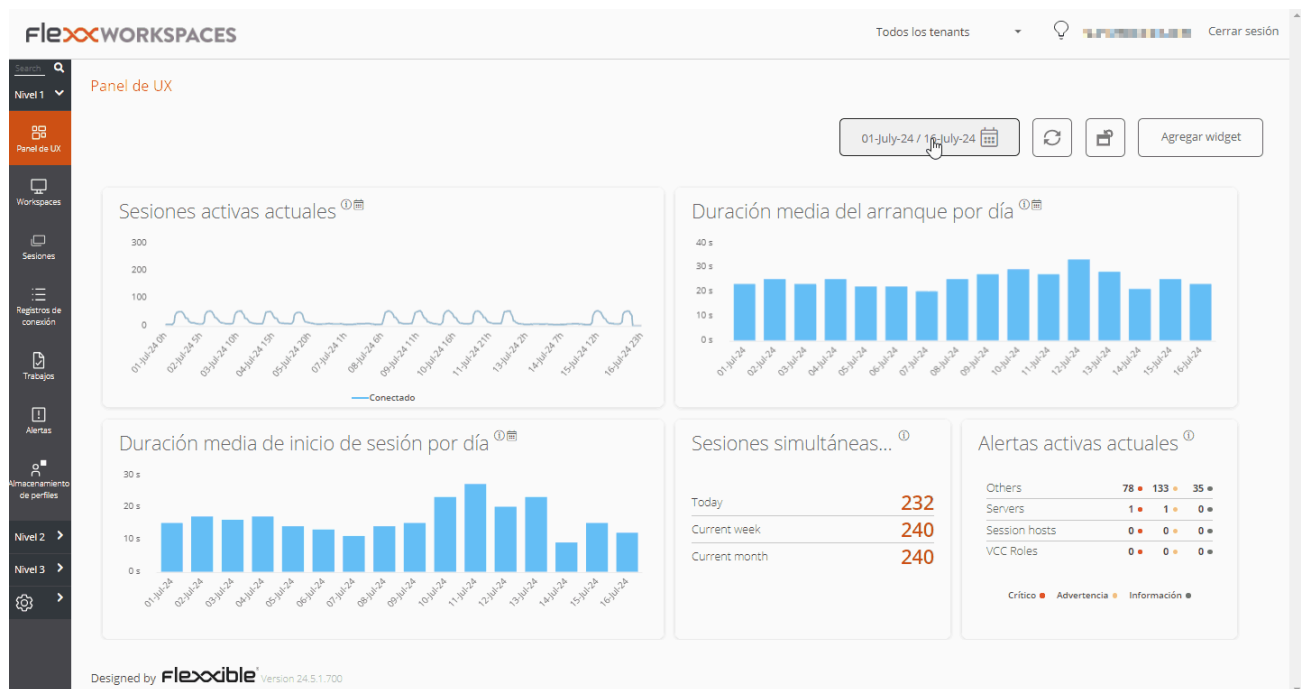 FlexxWORKSPACES
Todos los tenants
Cerrar sesión
Search
Nivel 1
Panel de UX
Workspaces
Sesiones
Registros de
conexión
Trabajos
Alertas
Almacenamiento
de perfiles
Nivel 2
Nivel 3
Panel de UX
01-July-24 / 16-July-24
Agregar widget
Sesiones activas actuales
300
200
100
0
01-Jul-24 0h
02-Jul-24 5h
03-Jul-24 10h
04-Jul-24 15h
05-Jul-24 20h
07-Jul-24 1h
08-Jul-24 6h
09-Jul-24 11h
10-Jul-24 16h
11-Jul-24 21h
13-Jul-24 2h
14-Jul-24 7h
15-Jul-24 12h
16-Jul-24 23h
Conectado
Duración media del arranque por día
40 s
30 s
20 s
10 s
0 s
01-Jul-24
02-Jul-24
03-Jul-24
04-Jul-24
05-Jul-24
06-Jul-24
07-Jul-24
08-Jul-24
09-Jul-24
10-Jul-24
11-Jul-24
12-Jul-24
13-Jul-24
14-Jul-24
15-Jul-24
16-Jul-24
Duración media de inicio de sesión por día
30 s
20 s
10 s
0 s
01-Jul-24
02-Jul-24
03-Jul-24
04-Jul-24
05-Jul-24
06-Jul-24
07-Jul-24
08-Jul-24
09-Jul-24
10-Jul-24
11-Jul-24
12-Jul-24
13-Jul-24
14-Jul-24
15-Jul-24
16-Jul-24
Sesiones simultáneas...
Today 232
Current week 240
Current month 240
Alertas activas actuales
Others 78 133 35
Servers 1 1 0
Session hosts 0 0 0
VCC Roles 0 0 0
Crítico Advertencia Información
Designed by Flexxible Version 24.5.1.700